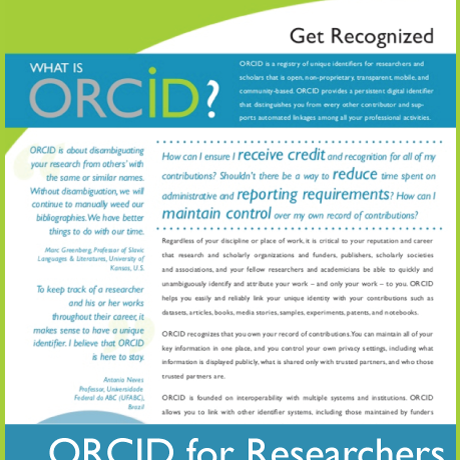 Get Recognized
WHAT IS
ORCiD?
ORCID is a registry of unique identifiers for researchers and
scholars that is open, non-proprietary, transparent, mobile, and
community-based. ORCID provides a persistent digital identifier
that distinguishes you from every other contributor and sup-
ports automated linkages among all your professional activities.
ORCID is about disambiguating
your research from others' with
the same or similar names.
Without disambiguation, we will
continue to manually weed our
bibliographies. We have better
things to do with our time.
Marc Greenberg, Professor of Slavic
Languages & Literatures, University of
Kansas, U.S.
To keep track of a researcher
and his or her works
throughout their career, it
makes sense to have a unique
identifier. I believe that ORCID
is here to stay.
Antonio Neves
Professor, Universidade
Federal do ABC (UFABC),
Brazil
How can I ensure I receive credit and recognition for all of my
contributions? Shouldn't there be a way to reduce time spent on
administrative and reporting requirements? How can I
maintain control over my own record of contributions?
Regardless of your discipline or place of work, it is critical to your reputation and career
that research and scholarly organizations and funders, publishers, scholarly societies
and associations, and your fellow researchers and academicians be able to quickly and
unambiguously identify and attribute your work – and only your work – to you. ORCID
helps you easily and reliably link your unique identity with your contributions such as
datasets, articles, books, media stories, samples, experiments, patents, and notebooks.
ORCID recognizes that you own your record of contributions. You can maintain all of your
key information in one place, and you control your own privacy settings, including what
information is displayed publicly, what is shared only with trusted partners, and who those
trusted partners are.
ORCID is founded on interoperability with multiple systems and institutions. ORCID
allows you to link with other identifier systems, including those maintained by funders
ORCID for Researchers